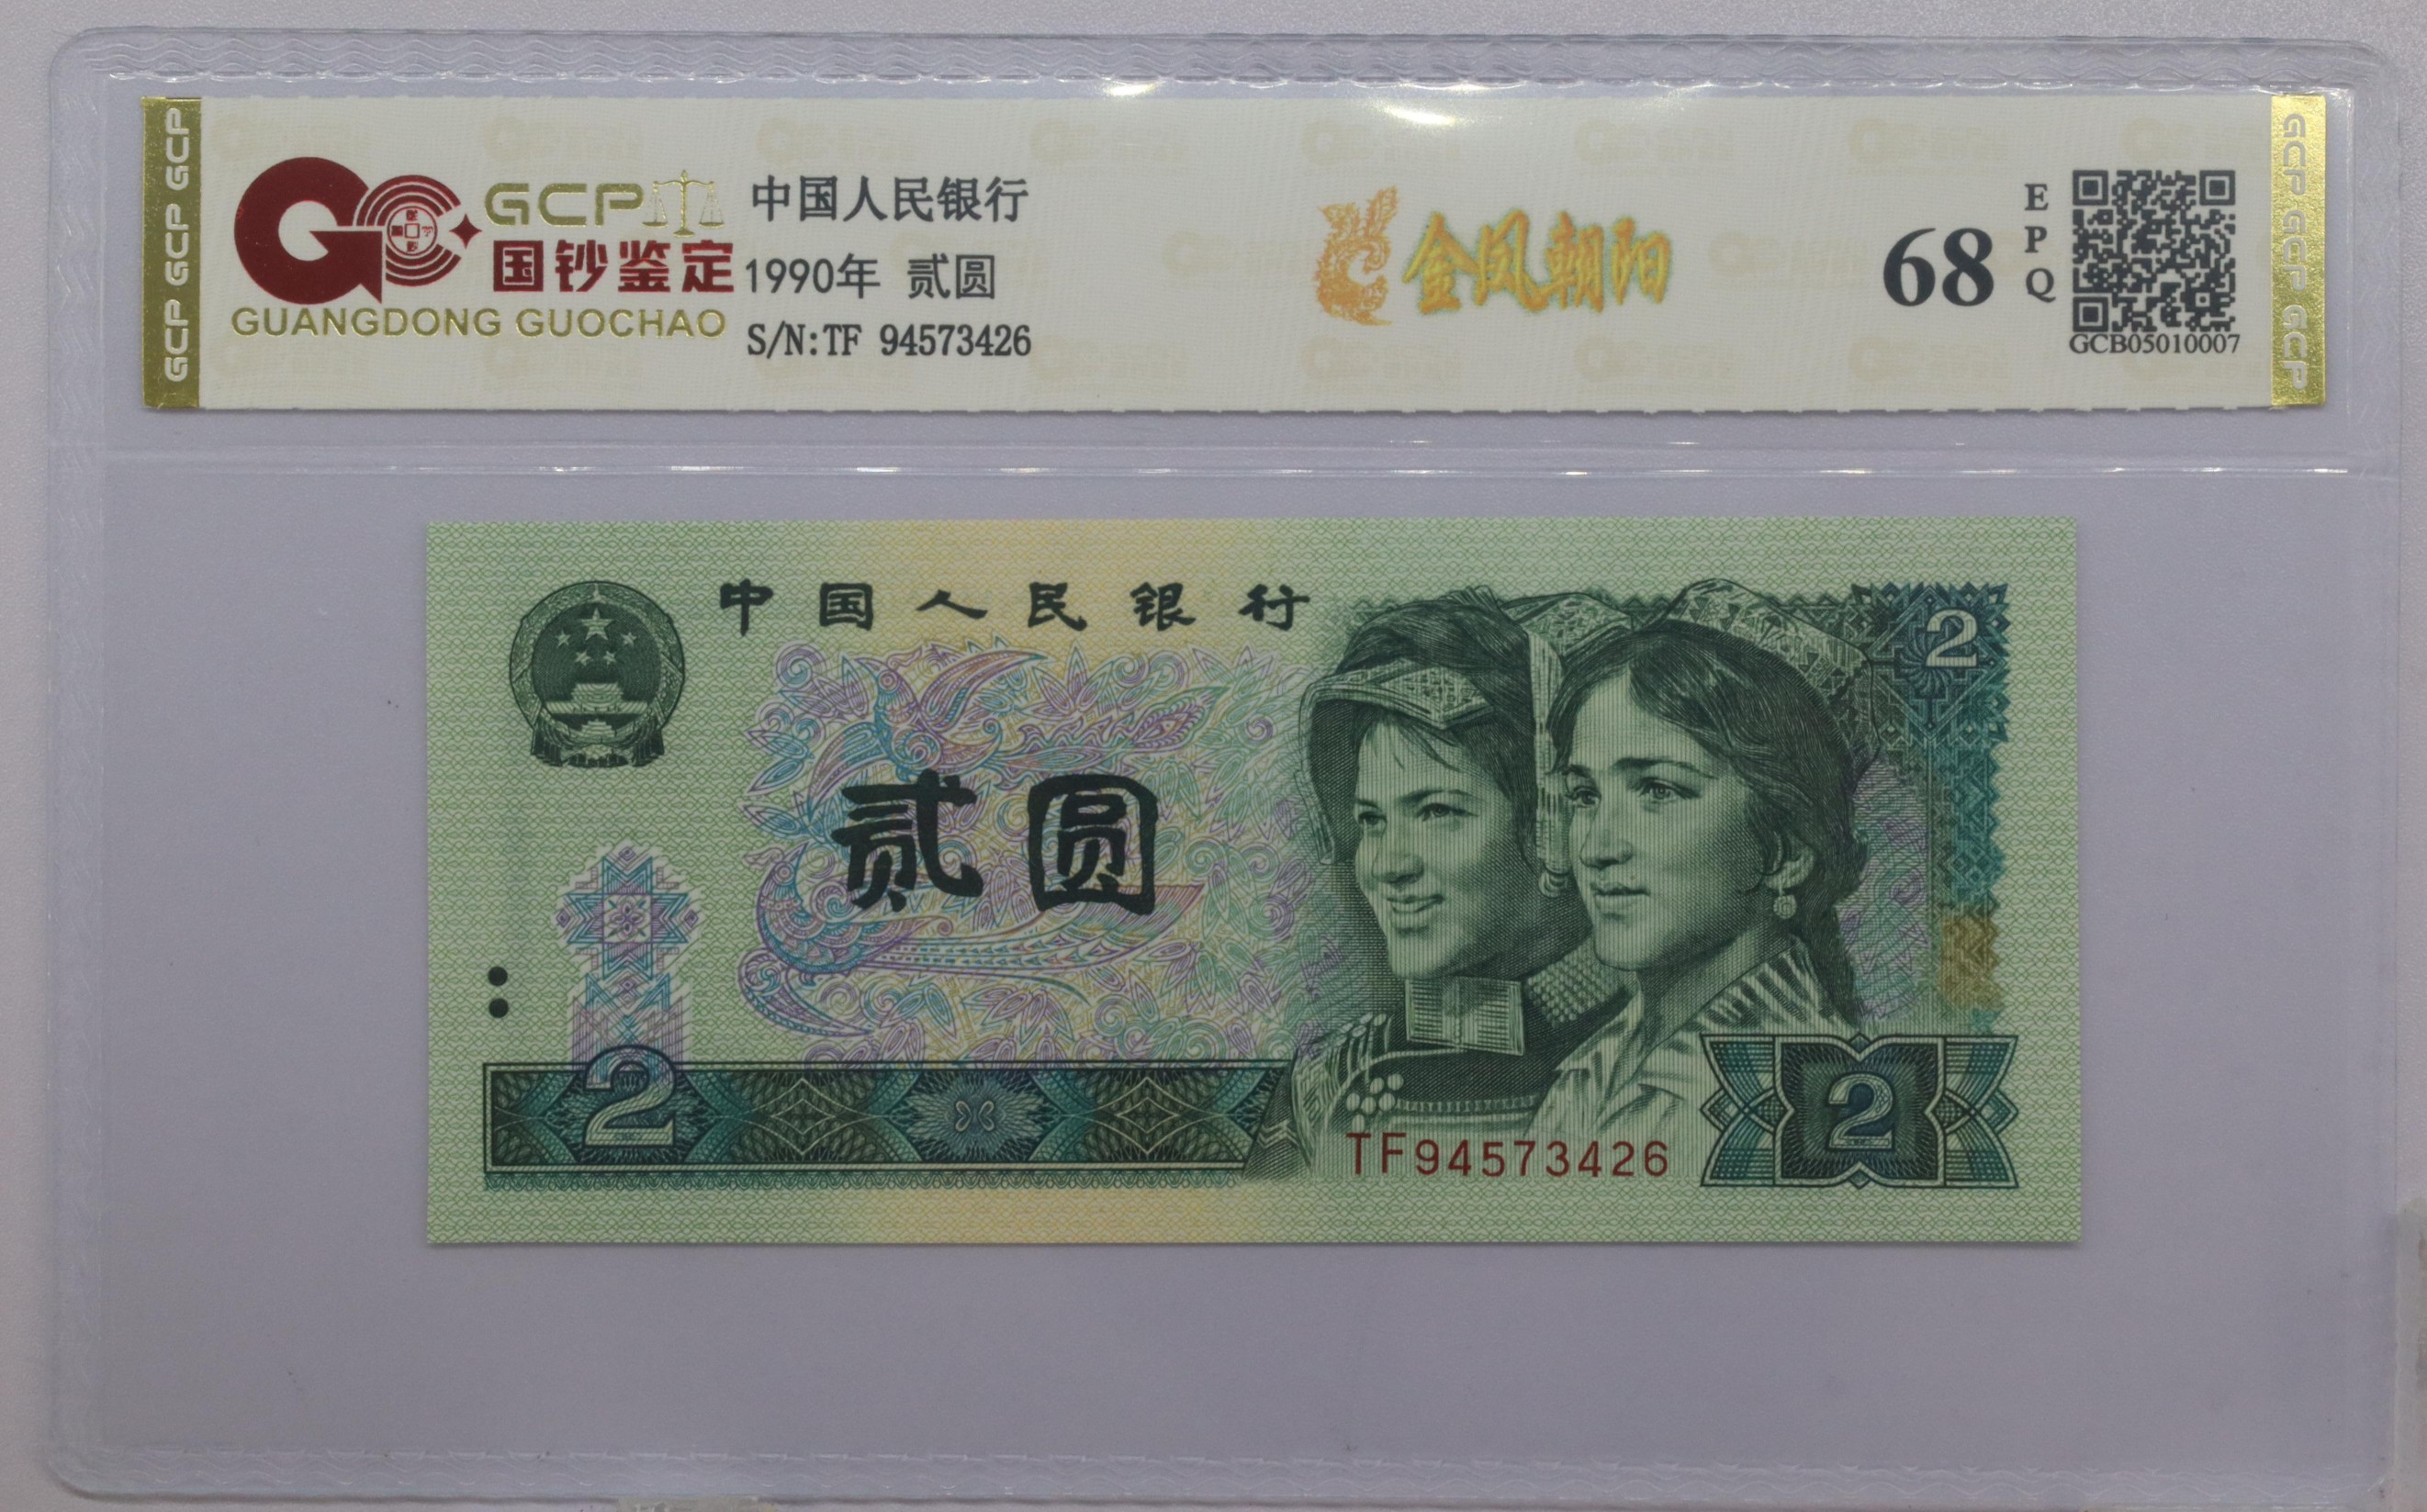 GCP GCP GCP
GCP
国钞鉴定
GUANGDONG GUOCHAO
中国人民银行
1990年 贰圆
S/N:TF 94573426
金凤朝阳
68
EPQ
GCB05010007
GCP GCP GCP
中国人民银行
2
贰圆
2
TF94573426
2